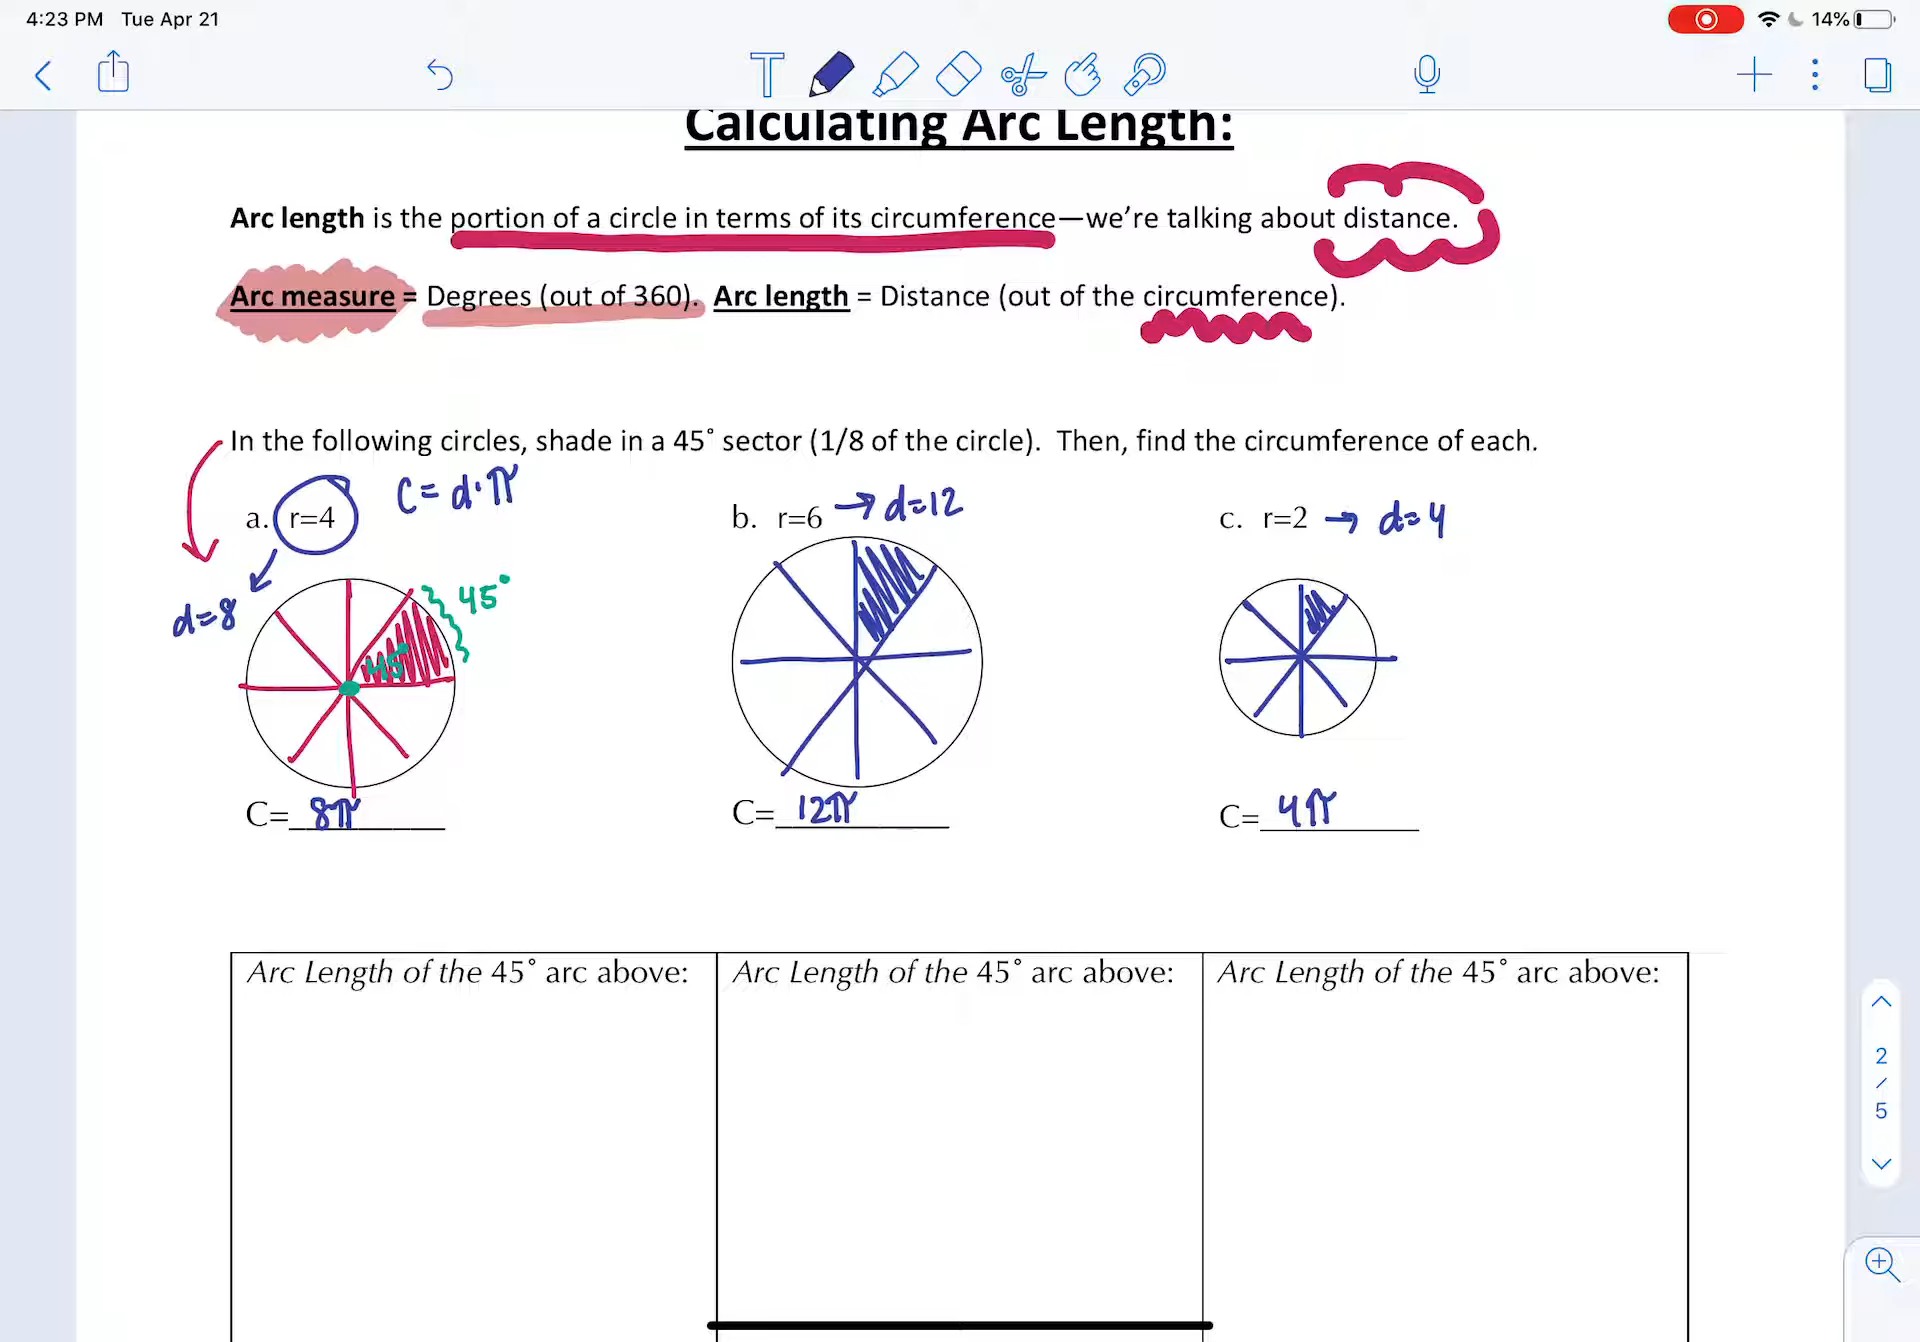 4:23 PM Tue Apr 21
14%
Calculating Arc Length:
Arc length is the portion of a circle in terms of its circumference—we're talking about distance.
Arc measure = Degrees (out of 360). Arc length = Distance (out of the circumference).
In the following circles, shade in a 45° sector (1/8 of the circle). Then, find the circumference of each.
a. r=4 C = d·π
b. r=6 → d=12
c. r=2 → d=4
d=8
45°
45°
C= 8π
C= 12π
C= 4π
Arc Length of the 45° arc above:
Arc Length of the 45° arc above:
Arc Length of the 45° arc above:
2
/
5